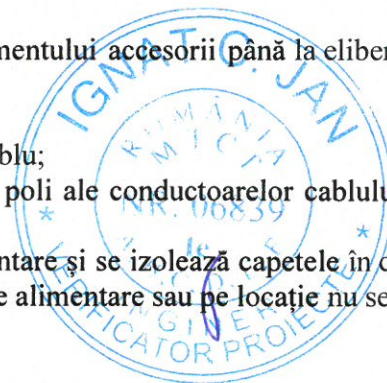 mentului accesorii până la eliber
blu;
poli ale conductoarelor cablulu
ntare și se izolează capetele în c
e alimentare sau pe locație nu se
IGNAT C. JAN
ROMÂNIA
NR. 06839
de
VERIFICATOR PROIECTE